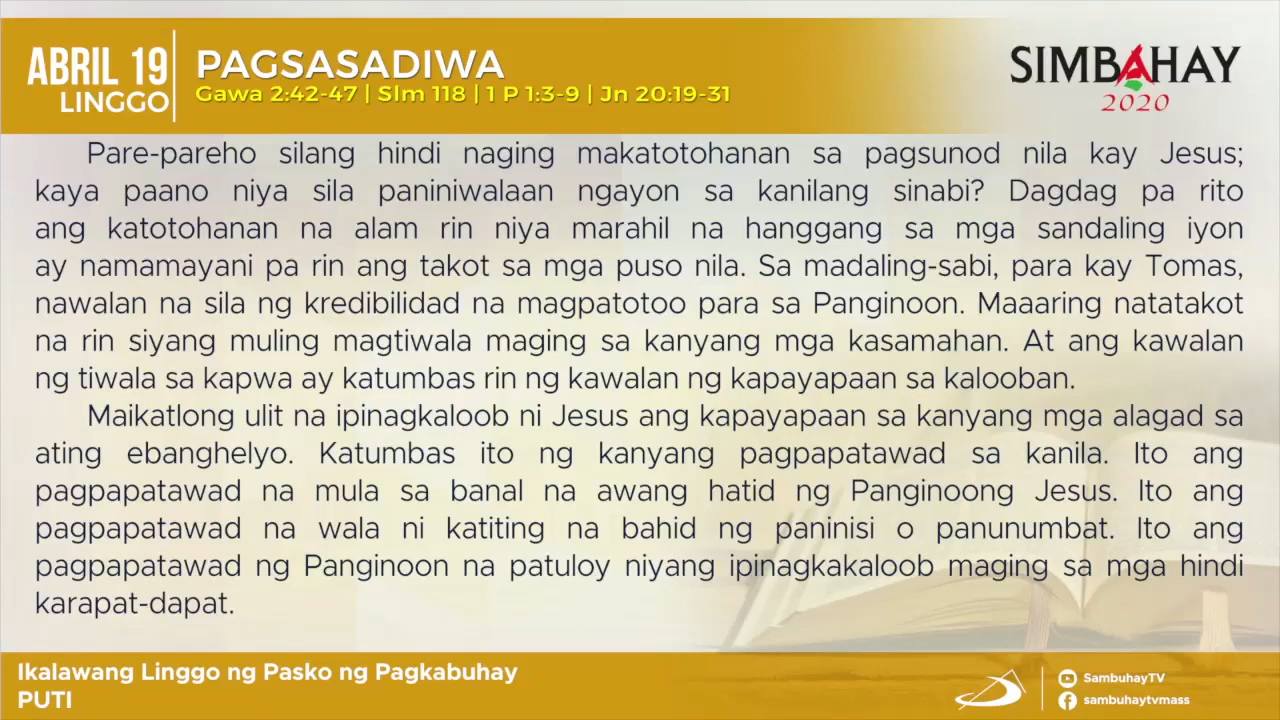 ABRIL 19
LINGGO
PAGSASADIWA
Gawa 2:42-47 | Slm 118 | 1 P 1:3-9 | Jn 20:19-31
SIMBAHAY
2020
Pare-pareho silang hindi naging makatotohanan sa pagsunod nila kay Jesus;
kaya paano niya sila paniniwalaan ngayon sa kanilang sinabi? Dagdag pa rito
ang katotohanan na alam rin niya marahil na hanggang sa mga sandaling iyon
ay namamayani pa rin ang takot sa mga puso nila. Sa madaling-sabi, para kay Tomas,
nawalan na sila ng kredibilidad na magpatotoo para sa Panginoon. Maaaring natatakot
na rin siyang muling magtiwala maging sa kanyang mga kasamahan. At ang kawalan
ng tiwala sa kapwa ay katumbas rin ng kawalan ng kapayapaan sa kalooban.
Maikatlong ulit na ipinagkaloob ni Jesus ang kapayapaan sa kanyang mga alagad sa
ating ebanghelyo. Katumbas ito ng kanyang pagpapatawad sa kanila. Ito ang
pagpapatawad na mula sa banal na awang hatid ng Panginoong Jesus. Ito ang
pagpapatawad na wala ni katiting na bahid ng paninisi o panunumbat. Ito ang
pagpapatawad ng Panginoon na patuloy niyang ipinagkakaloob maging sa mga hindi
karapat-dapat.
Ikalawang Linggo ng Pasko ng Pagkabuhay
PUTI
SambuhayTV
sambuhaytvmass